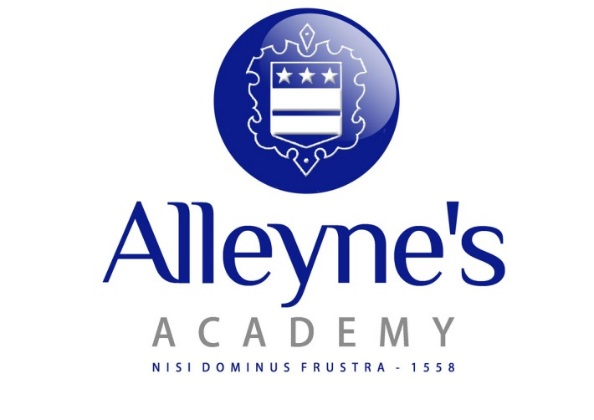 Alleyne's
ACADEMY
NISI DOMINUS FRUSTRA - 1558